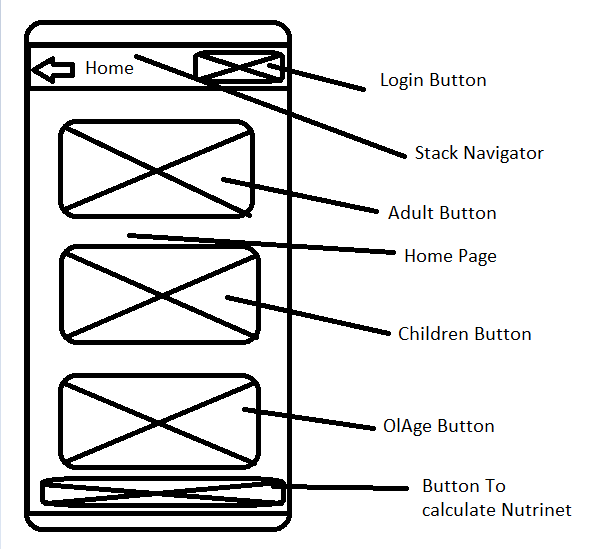 Home
Login Button
Stack Navigator
Adult Button
Home Page
Children Button
OlAge Button
Button To
calculate Nutrinet